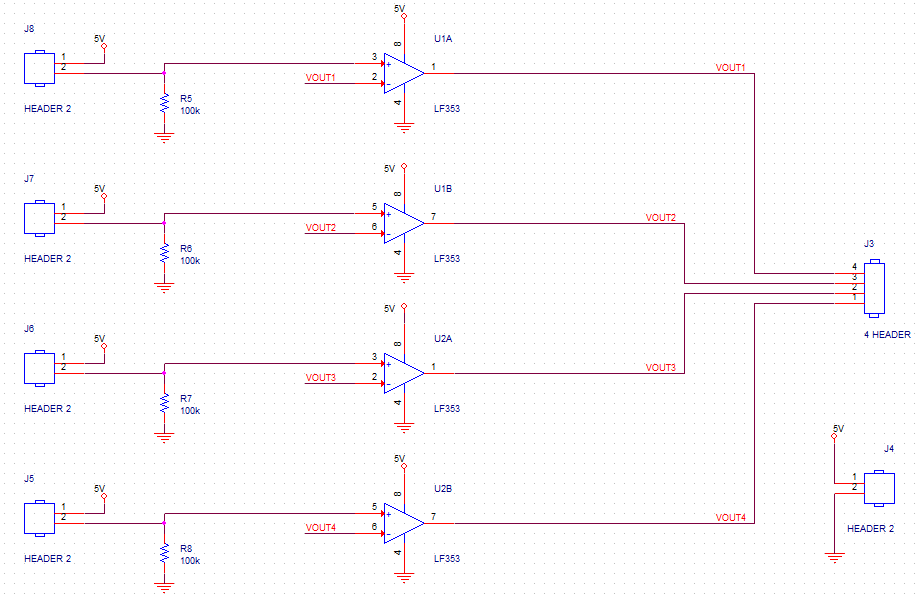 5V
J8
5V
U1A
8
1
2
3
2
+
-
1
VOUT1
VOUT1
R5
100k
4
HEADER 2
LF353
5V
J7
5V
U1B
8
1
2
5
6
+
-
7
VOUT2
VOUT2
R6
100k
4
HEADER 2
LF353
J3
4
3
2
1
4 HEADER
5V
J6
5V
U2A
8
1
2
3
2
+
-
1
VOUT3
VOUT3
R7
100k
4
HEADER 2
LF353
5V
J4
1
2
HEADER 2
5V
J5
5V
U2B
8
1
2
5
6
+
-
7
VOUT4
VOUT4
R8
100k
4
HEADER 2
LF353